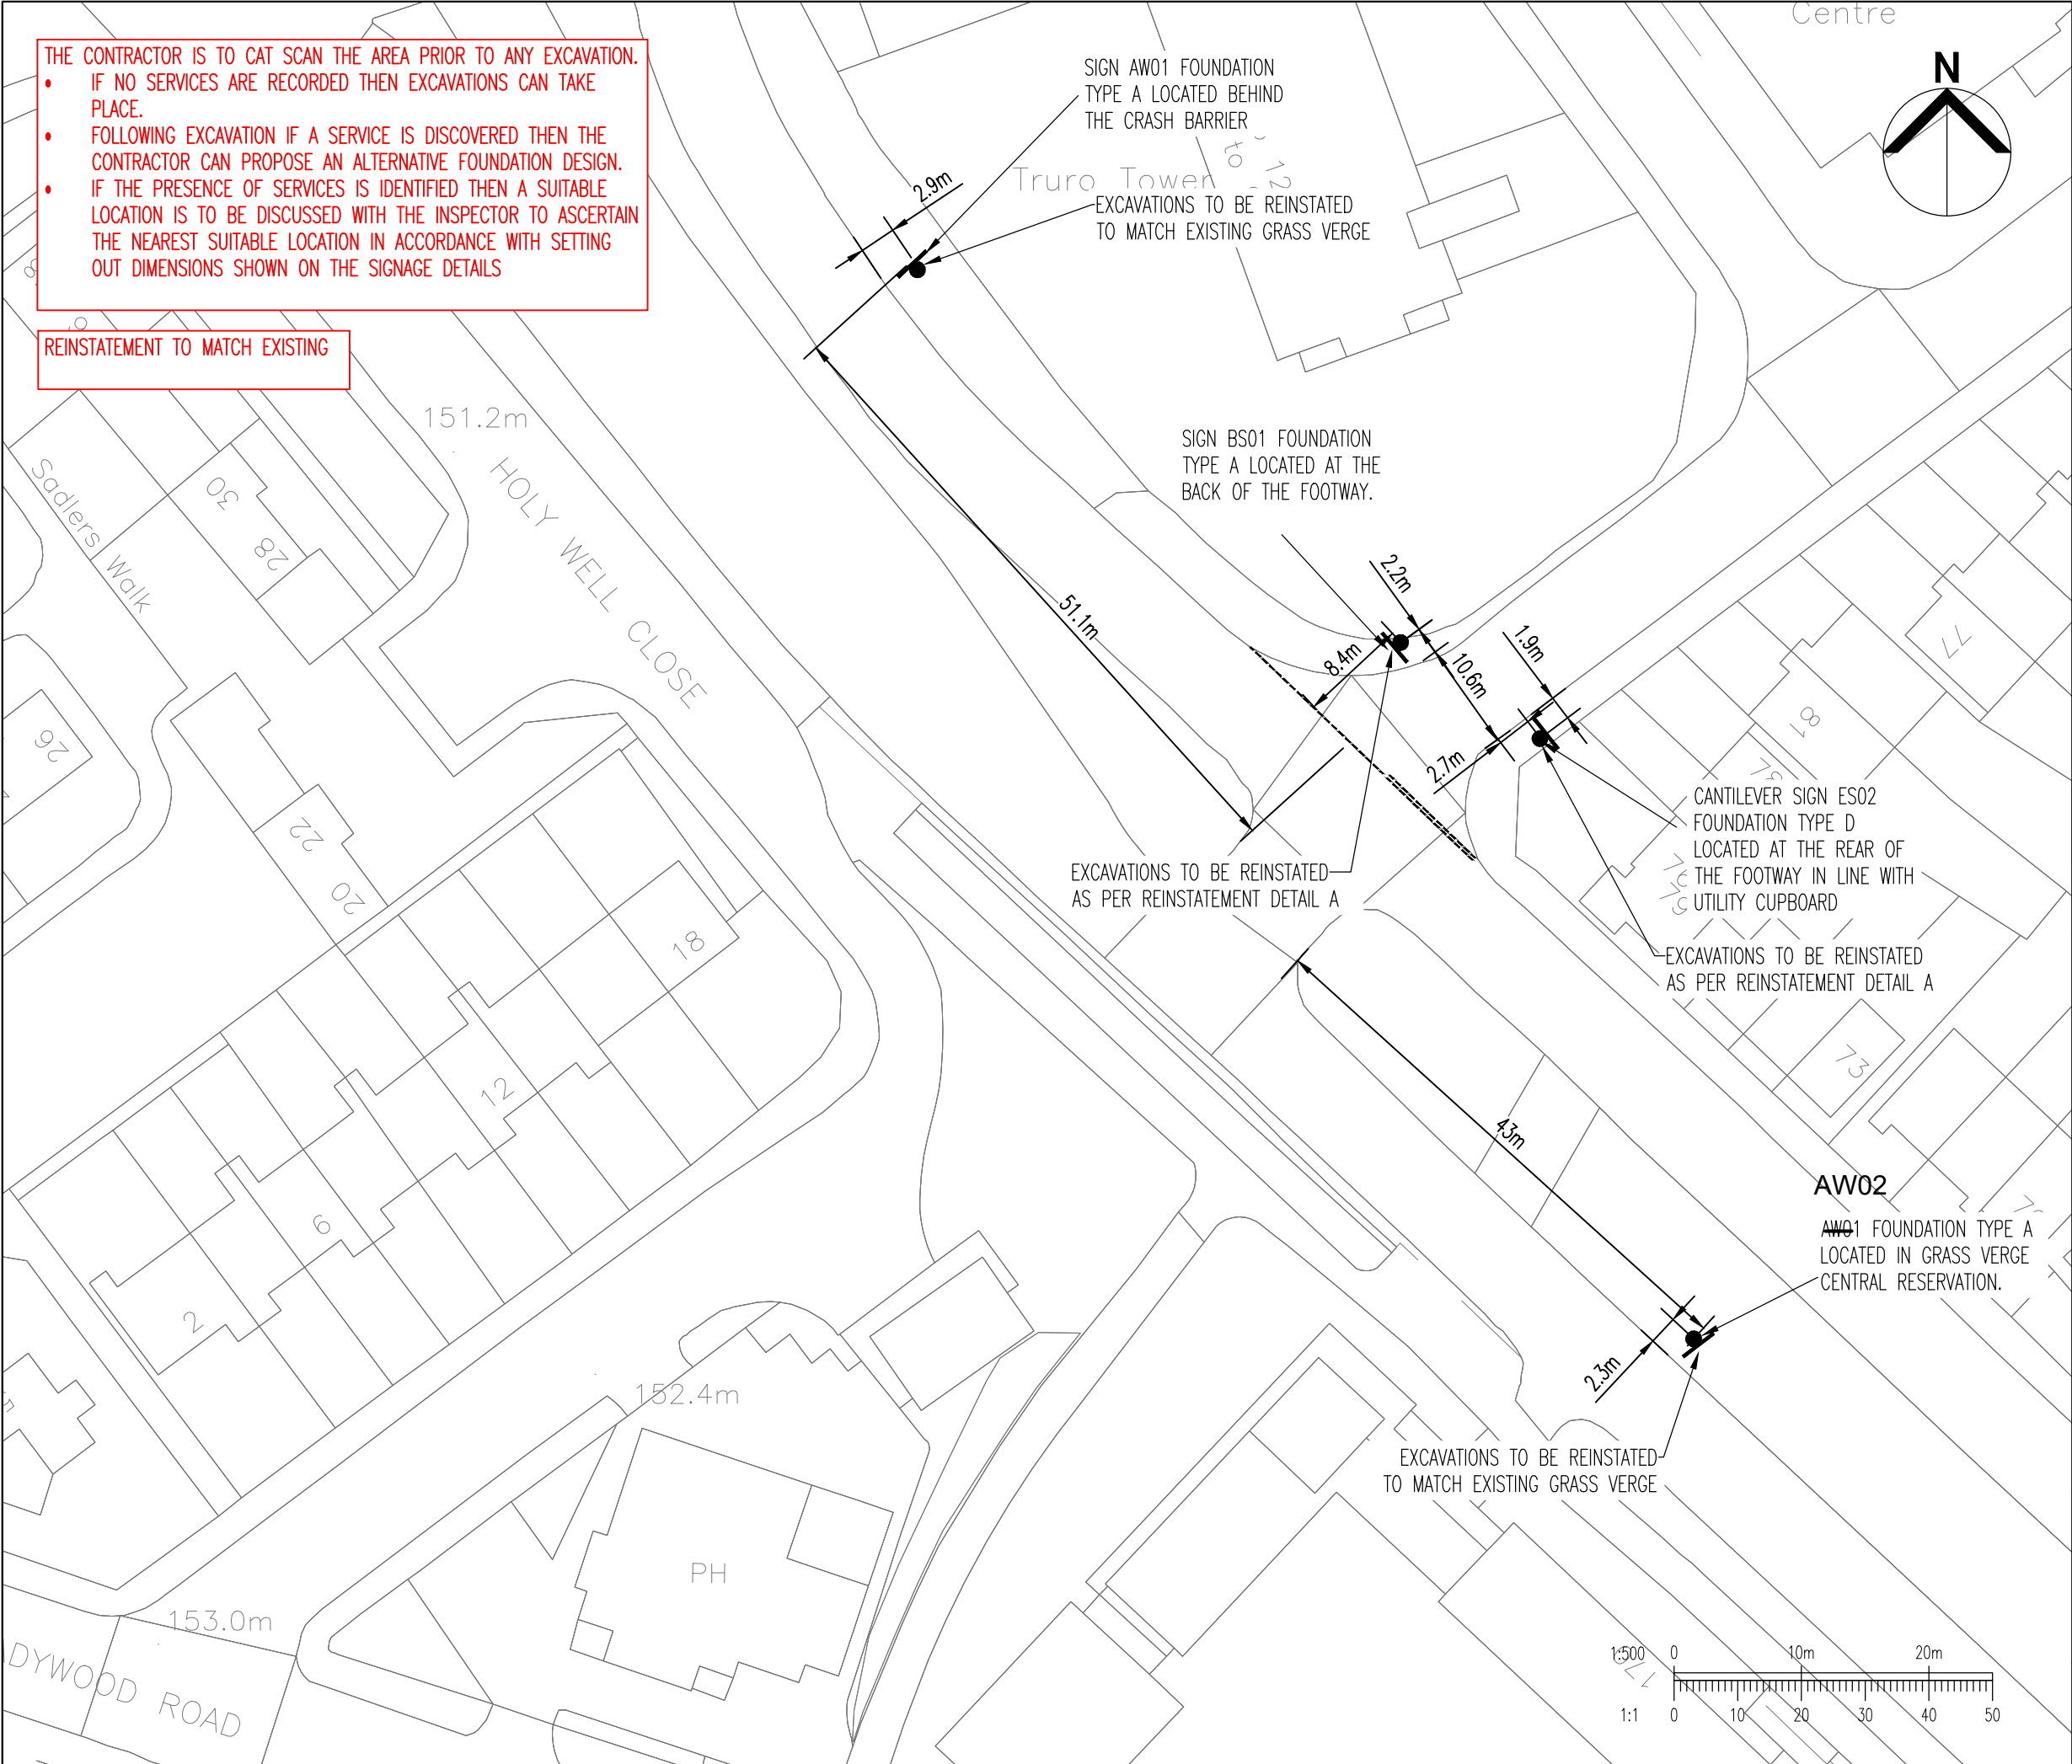 THE CONTRACTOR IS TO CAT SCAN THE AREA PRIOR TO ANY EXCAVATION.
• IF NO SERVICES ARE RECORDED THEN EXCAVATIONS CAN TAKE
PLACE.
• FOLLOWING EXCAVATION IF A SERVICE IS DISCOVERED THEN THE
CONTRACTOR CAN PROPOSE AN ALTERNATIVE FOUNDATION DESIGN.
• IF THE PRESENCE OF SERVICES IS IDENTIFIED THEN A SUITABLE
LOCATION IS TO BE DISCUSSED WITH THE INSPECTOR TO ASCERTAIN
THE NEAREST SUITABLE LOCATION IN ACCORDANCE WITH SETTING
OUT DIMENSIONS SHOWN ON THE SIGNAGE DETAILS
REINSTATEMENT TO MATCH EXISTING
Centre
N
SIGN AW01 FOUNDATION
TYPE A LOCATED BEHIND
THE CRASH BARRIER
to 12
Truro Tower
2.9m
EXCAVATIONS TO BE REINSTATED
TO MATCH EXISTING GRASS VERGE
151.2m
HOLY WELL CLOSE
Sadlers Walk
30
28
26
22
20
18
12
6
2
SIGN BS01 FOUNDATION
TYPE A LOCATED AT THE
BACK OF THE FOOTWAY.
51.1m
2.2m
8.4m
10.6m
1.9m
2.7m
77
81
CANTILEVER SIGN ES02
FOUNDATION TYPE D
LOCATED AT THE REAR OF
THE FOOTWAY IN LINE WITH
UTILITY CUPBOARD
EXCAVATIONS TO BE REINSTATED
AS PER REINSTATEMENT DETAIL A
EXCAVATIONS TO BE REINSTATED
AS PER REINSTATEMENT DETAIL A
73
43m
AW02
AW01 FOUNDATION TYPE A
LOCATED IN GRASS VERGE
CENTRAL RESERVATION.
2.3m
EXCAVATIONS TO BE REINSTATED
TO MATCH EXISTING GRASS VERGE
152.4m
PH
153.0m
DYWOOD ROAD
1:500 0 10m 20m
1:1 0 10 20 30 40 50